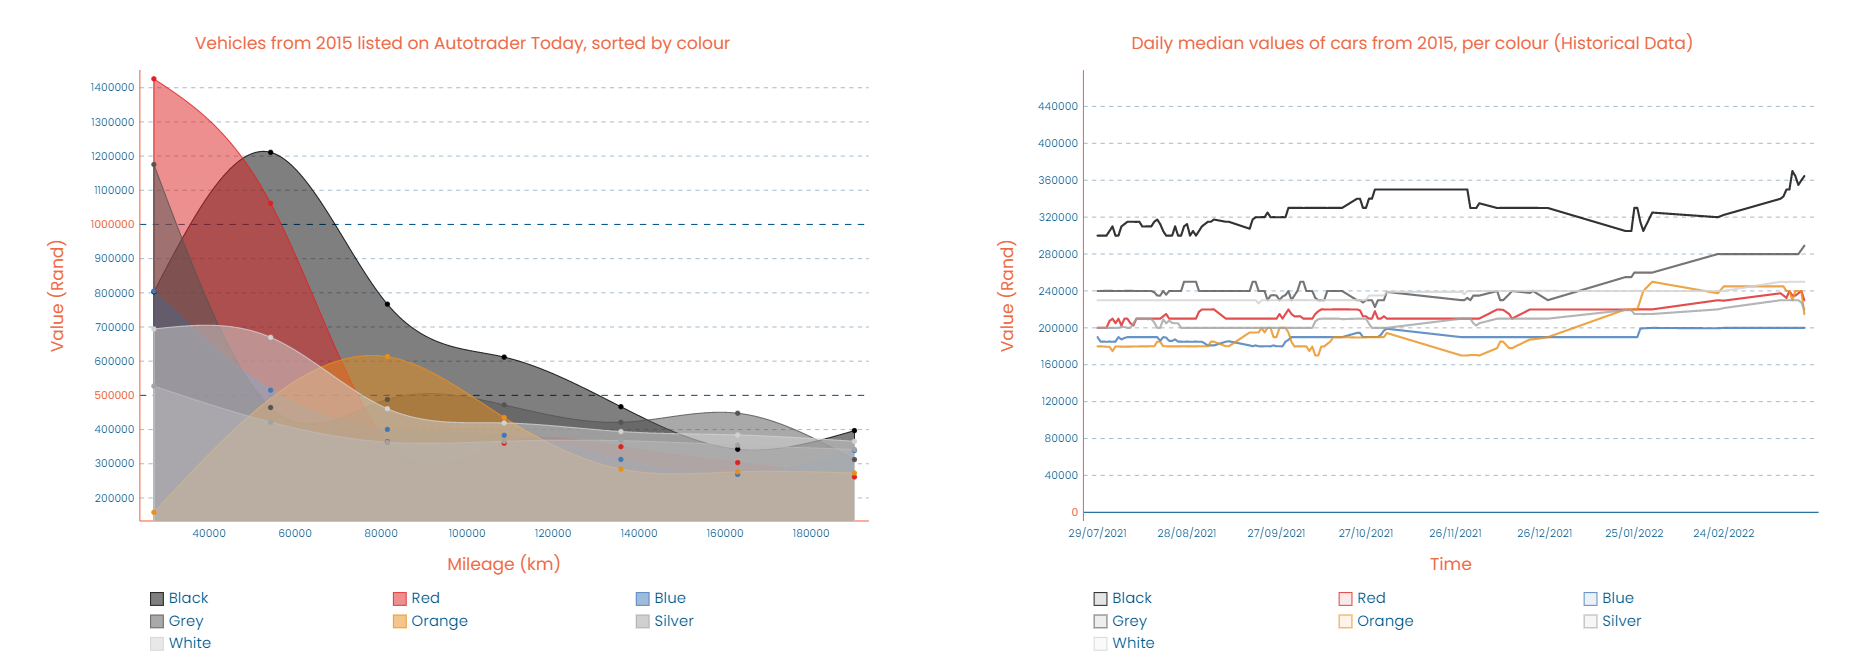 Vehicles from 2015 listed on Autotrader Today, sorted by colour
Value (Rand)
1400000
1300000
1200000
1100000
1000000
900000
800000
700000
600000
500000
400000
300000
200000
40000 60000 80000 100000 120000 140000 160000 180000
Mileage (km)
Black Red Blue
Grey Orange Silver
White
Daily median values of cars from 2015, per colour (Historical Data)
Value (Rand)
440000
400000
360000
320000
280000
240000
200000
160000
120000
80000
40000
0
29/07/2021 28/08/2021 27/09/2021 27/10/2021 26/11/2021 26/12/2021 25/01/2022 24/02/2022
Time
Black Red Blue
Grey Orange Silver
White